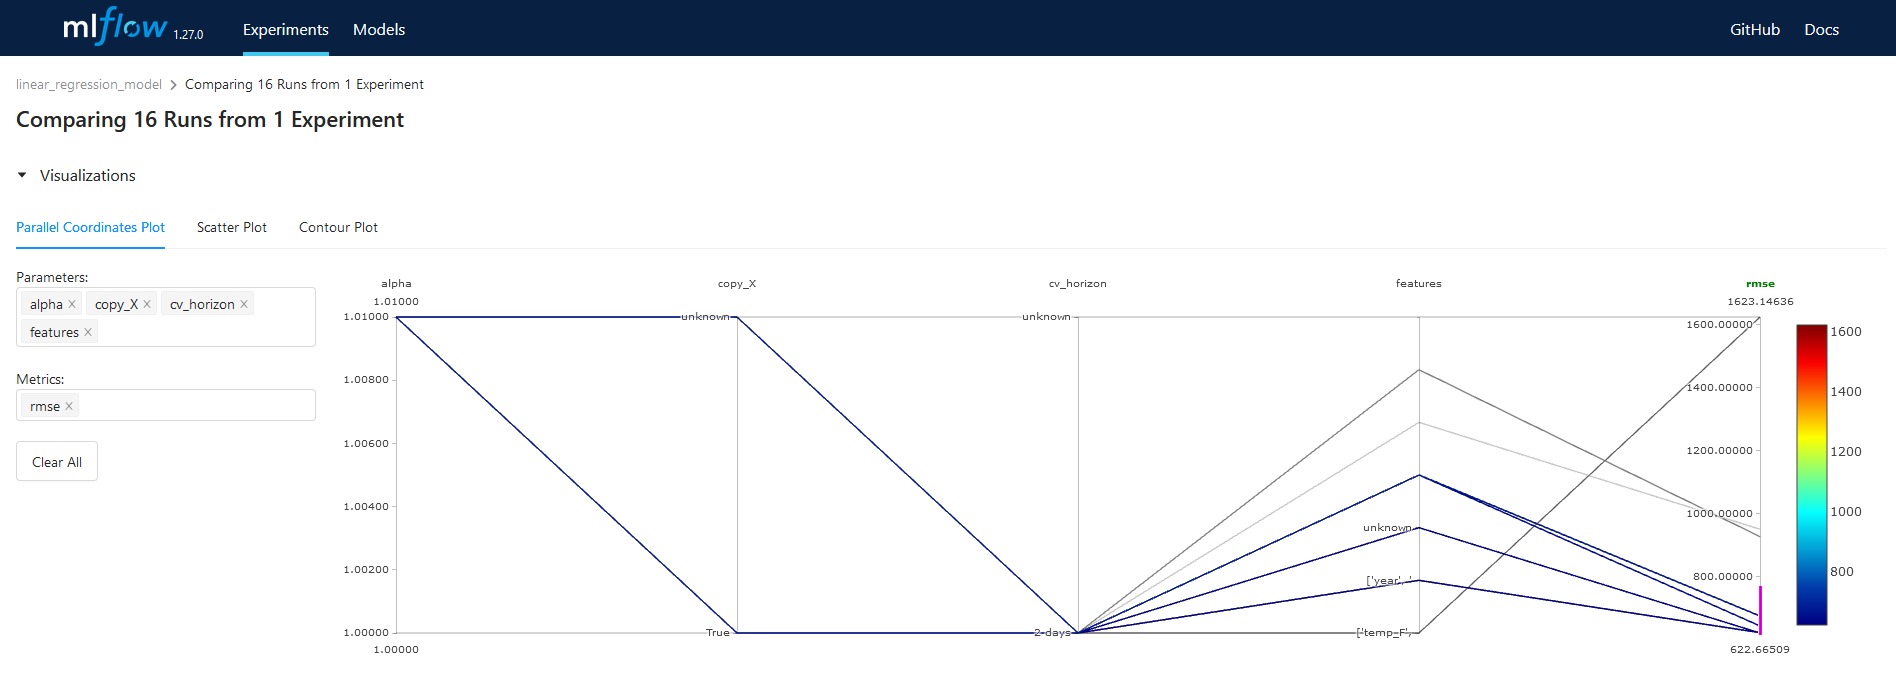 mlflow 1.27.0 Experiments Models GitHub Docs
linear_regression_model > Comparing 16 Runs from 1 Experiment
Comparing 16 Runs from 1 Experiment
Visualizations
Parallel Coordinates Plot Scatter Plot Contour Plot
Parameters:
alpha × copy_X × cv_horizon ×
features ×
Metrics:
rmse ×
Clear All
alpha
1.01000
1.01000
1.00800
1.00600
1.00400
1.00200
1.00000
1.00000
copy_X
unknown
True
cv_horizon
unknown
2-days
features
unknown
['year', '
['temp_F',
rmse
1623.14636
1600.00000
1400.00000
1200.00000
1000.00000
800.00000
622.66509
1600
1400
1200
1000
800